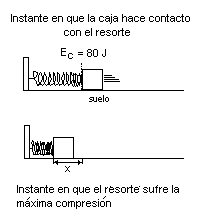 Instante en que la caja hace contacto
con el resorte
EC = 80 J
suelo
x
Instante en que el resorte sufre la
máxima compresión